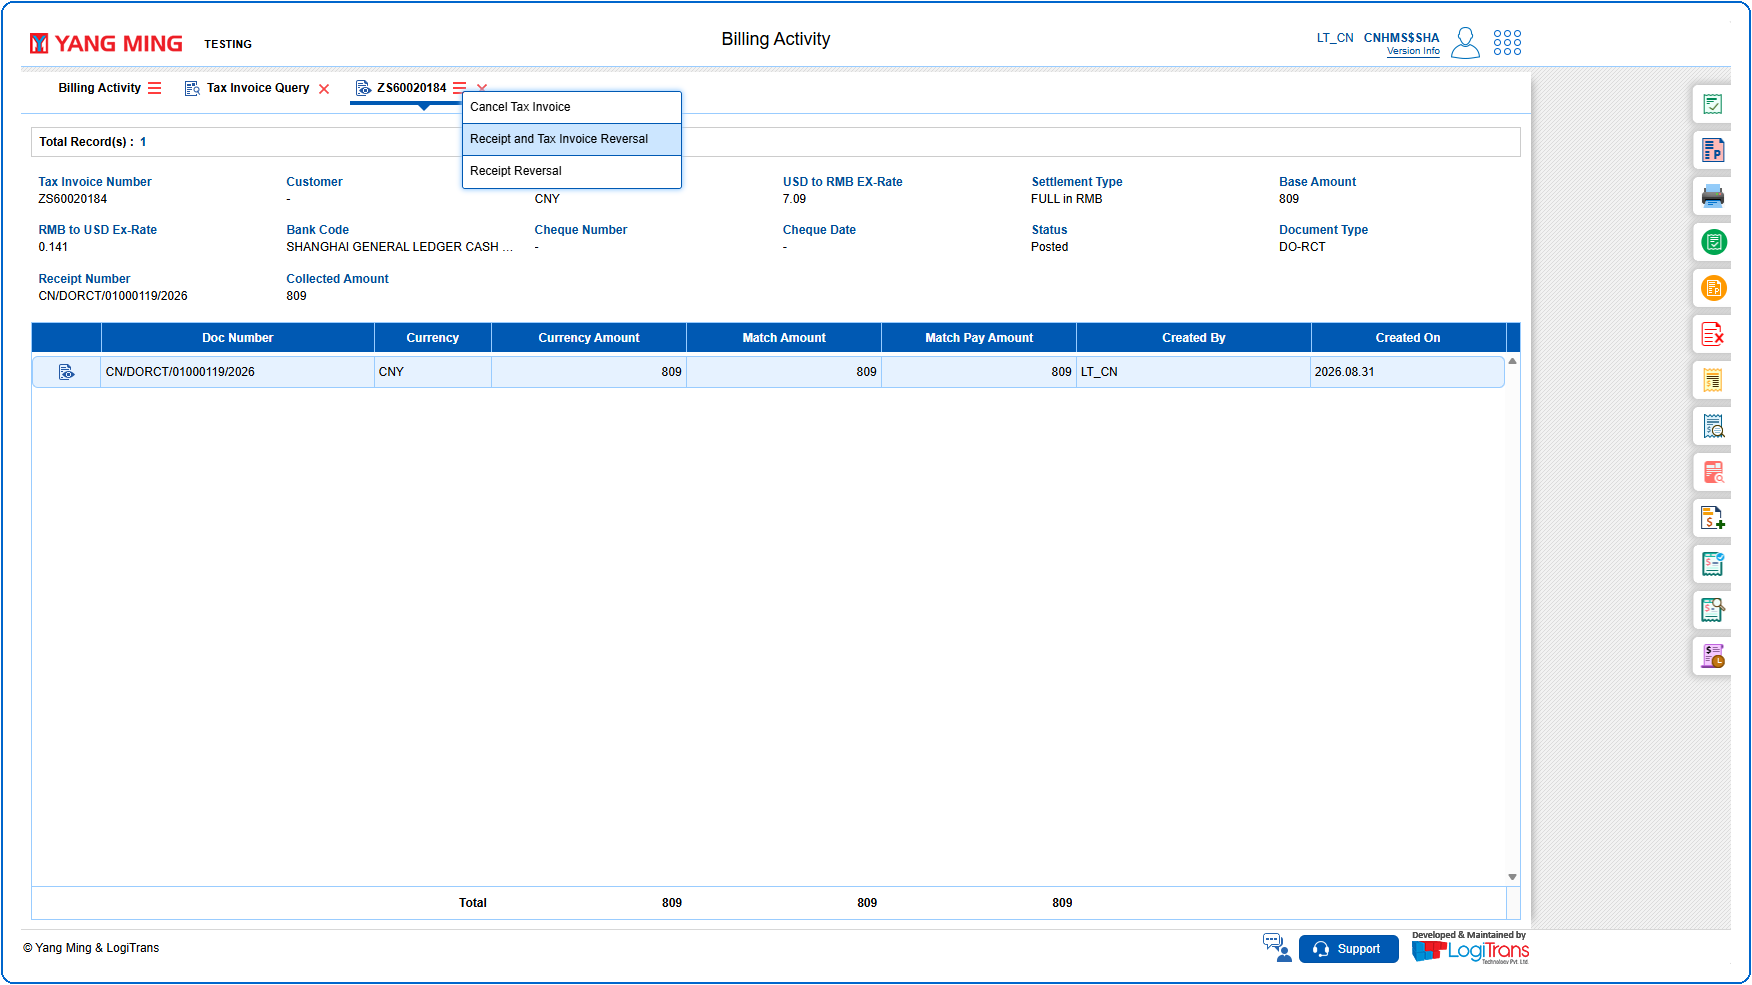 YANG MING TESTING
Billing Activity
LT_CN CNHMS$SHA
Version Info
Billing Activity Tax Invoice Query ZS60020184
Cancel Tax Invoice
Receipt and Tax Invoice Reversal
Receipt Reversal
Total Record(s) : 1
Tax Invoice Number Customer USD to RMB EX-Rate Settlement Type Base Amount
ZS60020184 - CNY 7.09 FULL in RMB 809
RMB to USD Ex-Rate Bank Code Cheque Number Cheque Date Status Document Type
0.141 SHANGHAI GENERAL LEDGER CASH ... - - Posted DO-RCT
Receipt Number Collected Amount
CN/DORCT/01000119/2026 809
Doc Number Currency Currency Amount Match Amount Match Pay Amount Created By Created On
CN/DORCT/01000119/2026 CNY 809 809 809 LT_CN 2026.08.31
Total 809 809 809
© Yang Ming & LogiTrans
Support
Developed & Maintained by
LogiTrans
Technology Pvt. Ltd.